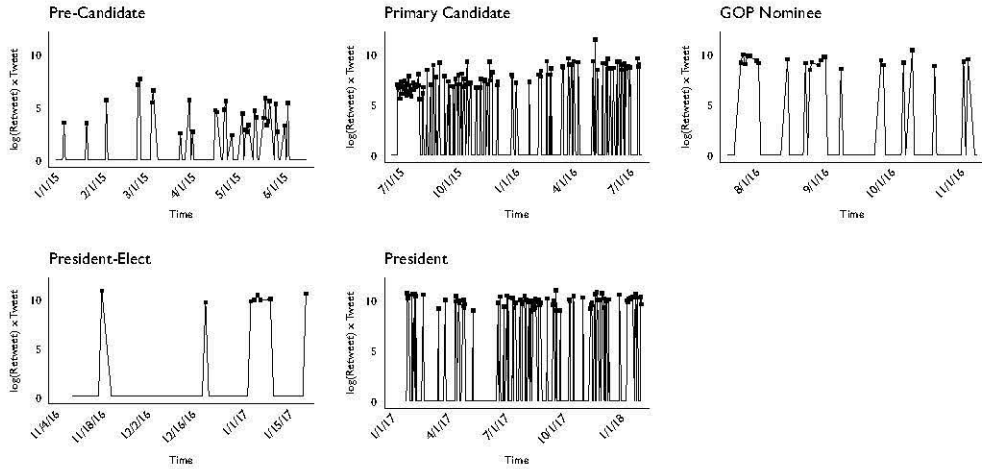 Pre-Candidate
log(Retweet) x Tweet
10
5
0
1/1/15
2/1/15
3/1/15
4/1/15
5/1/15
6/1/15
Time
Primary Candidate
log(Retweet) x Tweet
10
5
0
7/1/15
10/1/15
1/1/16
4/1/16
7/1/16
Time
GOP Nominee
log(Retweet) x Tweet
10
5
0
8/1/16
9/1/16
10/1/16
11/1/16
Time
President-Elect
log(Retweet) x Tweet
10
5
0
11/4/16
11/18/16
12/2/16
12/16/16
1/1/17
1/15/17
Time
President
log(Retweet) x Tweet
10
5
0
1/1/17
4/1/17
7/1/17
10/1/17
1/1/18
Time